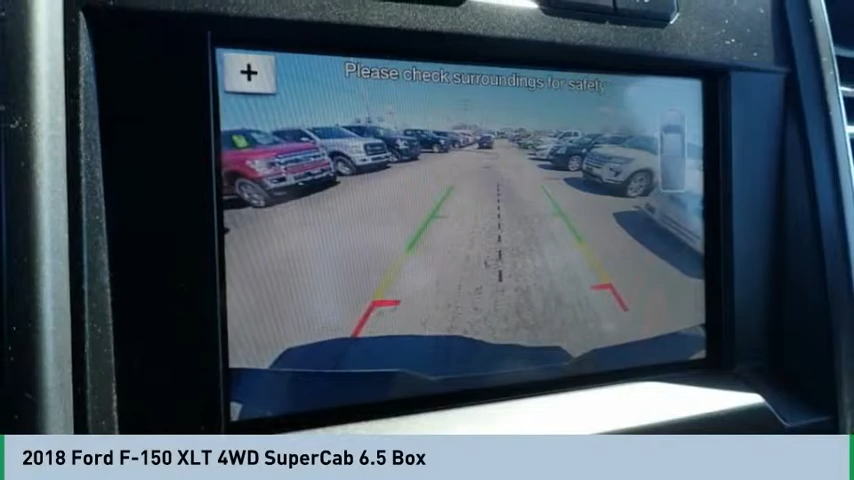 +
Please check surroundings for safety
2018 Ford F-150 XLT 4WD SuperCab 6.5 Box